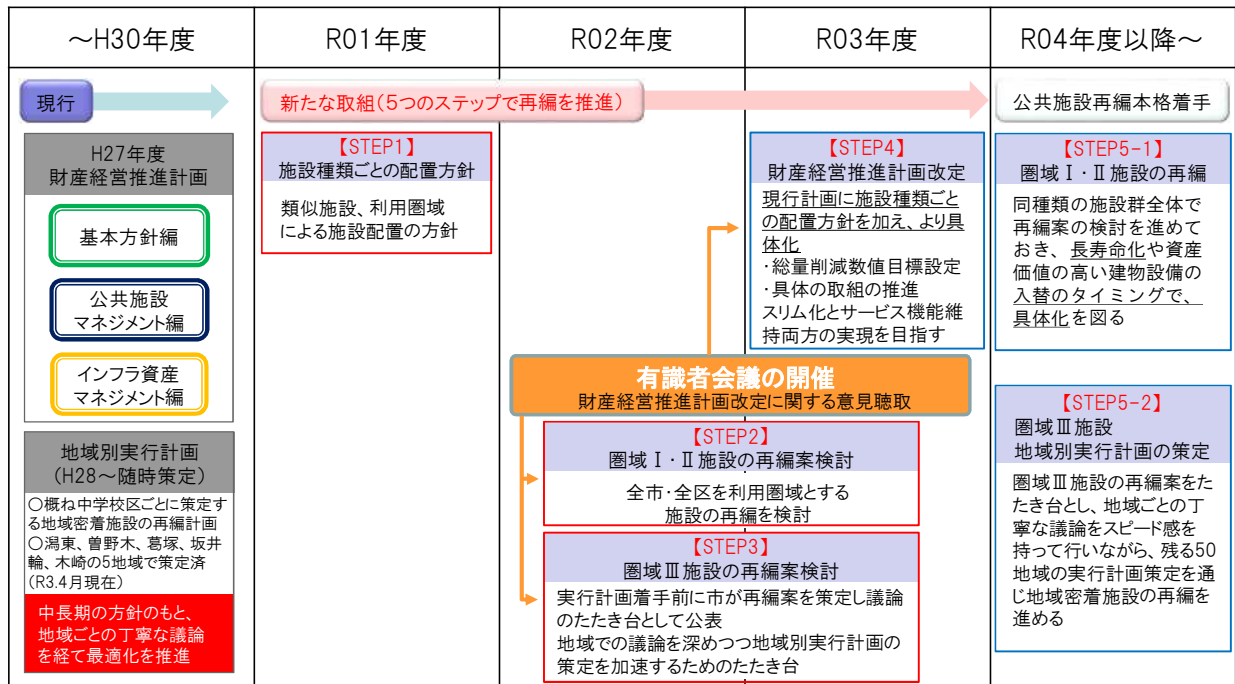 ～H30年度
R01年度
R02年度
R03年度
R04年度以降～
現行
新たな取組(5つのステップで再編を推進)
公共施設再編本格着手
H27年度
財産経営推進計画
基本方針編
公共施設
マネジメント編
インフラ資産
マネジメント編
地域別実行計画
(H28～随時策定)
○概ね中学校区ごとに策定す
る地域密着施設の再編計画
○潟東、曽野木、葛塚、坂井
輪、木崎の5地域で策定済
(R3.4月現在)
中長期の方針のもと、
地域ごとの丁寧な議論
を経て最適化を推進
【STEP1】
施設種類ごとの配置方針
類似施設、利用圏域
による施設配置の方針
有識者会議の開催
財産経営推進計画改定に関する意見聴取
【STEP2】
圏域Ⅰ・Ⅱ施設の再編案検討
全市・全区を利用圏域とする
施設の再編を検討
【STEP3】
圏域Ⅲ施設の再編案検討
実行計画着手前に市が再編案を策定し議論
のたたき台として公表
地域での議論を深めつつ地域別実行計画の
策定を加速するためのたたき台
【STEP4】
財産経営推進計画改定
現行計画に施設種類ごと
の配置方針を加え、より具
体化
・総量削減数値目標設定
・具体の取組の推進
スリム化とサービス機能維
持両方の実現を目指す
【STEP5-1】
圏域Ⅰ・Ⅱ施設の再編
同種類の施設群全体で
再編案の検討を進めて
おき、長寿命化や資産
価値の高い建物設備の
入替のタイミングで、
具体化を図る
【STEP5-2】
圏域Ⅲ施設
地域別実行計画の策定
圏域Ⅲ施設の再編案をた
たき台とし、地域ごとの丁
寧な議論をスピード感を
持って行いながら、残る50
地域の実行計画策定を通
じ地域密着施設の再編を
進める